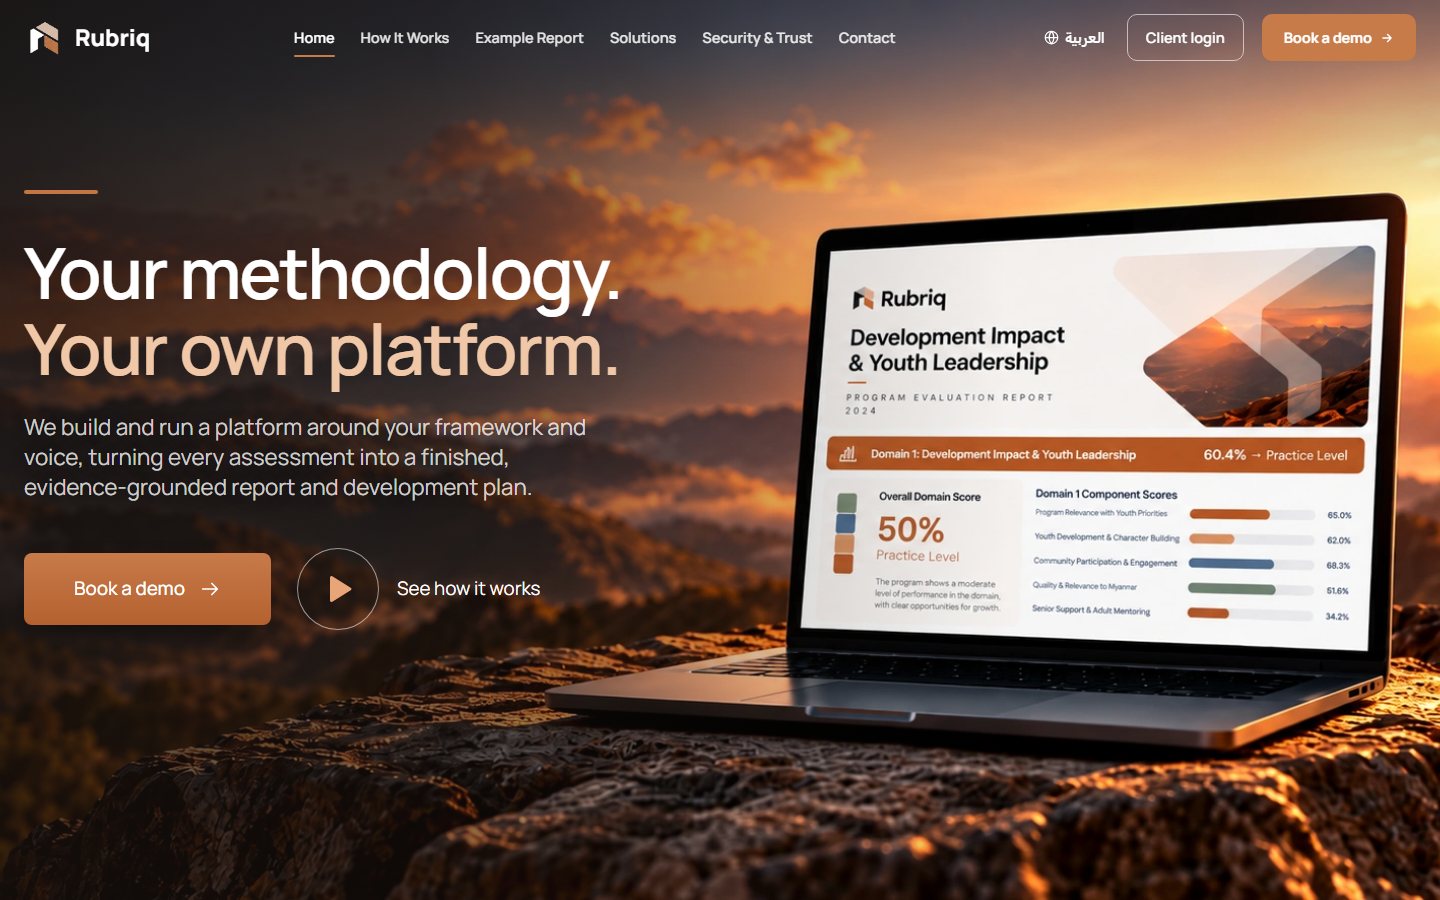 Rubriq
Home
How It Works
Example Report
Solutions
Security & Trust
Contact
العربية
Client login
Book a demo →
Your methodology.
Your own platform.
We build and run a platform around your framework and
voice, turning every assessment into a finished,
evidence-grounded report and development plan.
Book a demo →
See how it works
Rubriq
Development Impact
& Youth Leadership
PROGRAM EVALUATION REPORT
2024
Domain 1: Development Impact & Youth Leadership
60.4% → Practice Level
Overall Domain Score
50%
Practice Level
The program shows a moderate
level of performance in the domain,
with clear opportunities for growth.
Domain 1 Component Scores
Program Relevance with Youth Priorities 65.0%
Youth Development & Character Building 62.0%
Community Participation & Engagement 68.3%
Quality & Relevance to Myanmar 51.6%
Senior Support & Adult Mentoring 34.2%